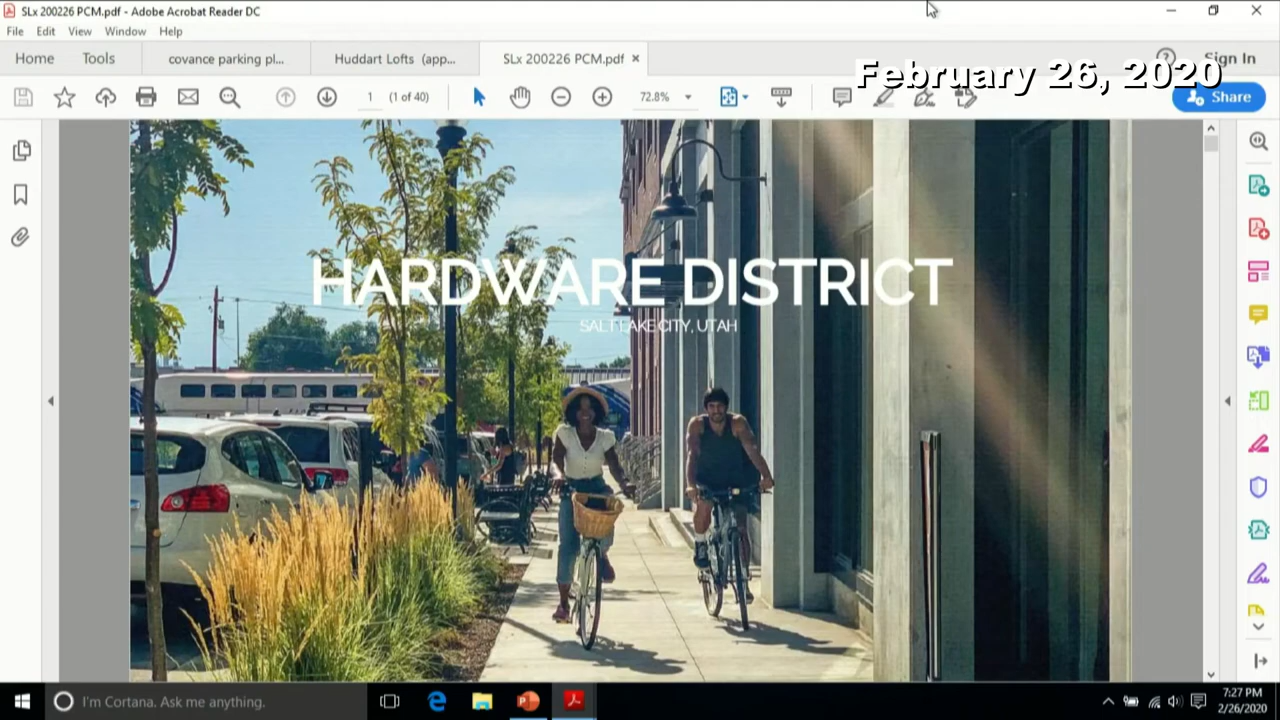 SLx 200226 PCM.pdf - Adobe Acrobat Reader DC
File Edit View Window Help
Home Tools covance parking pl... Huddart Lofts (app... SLx 200226 PCM.pdf × Sign In
February 26, 2020
(1 of 40) 72.8% Share
HARDWARE DISTRICT
SALT LAKE CITY, UTAH
I'm Cortana. Ask me anything.
7:27 PM
2/26/2020